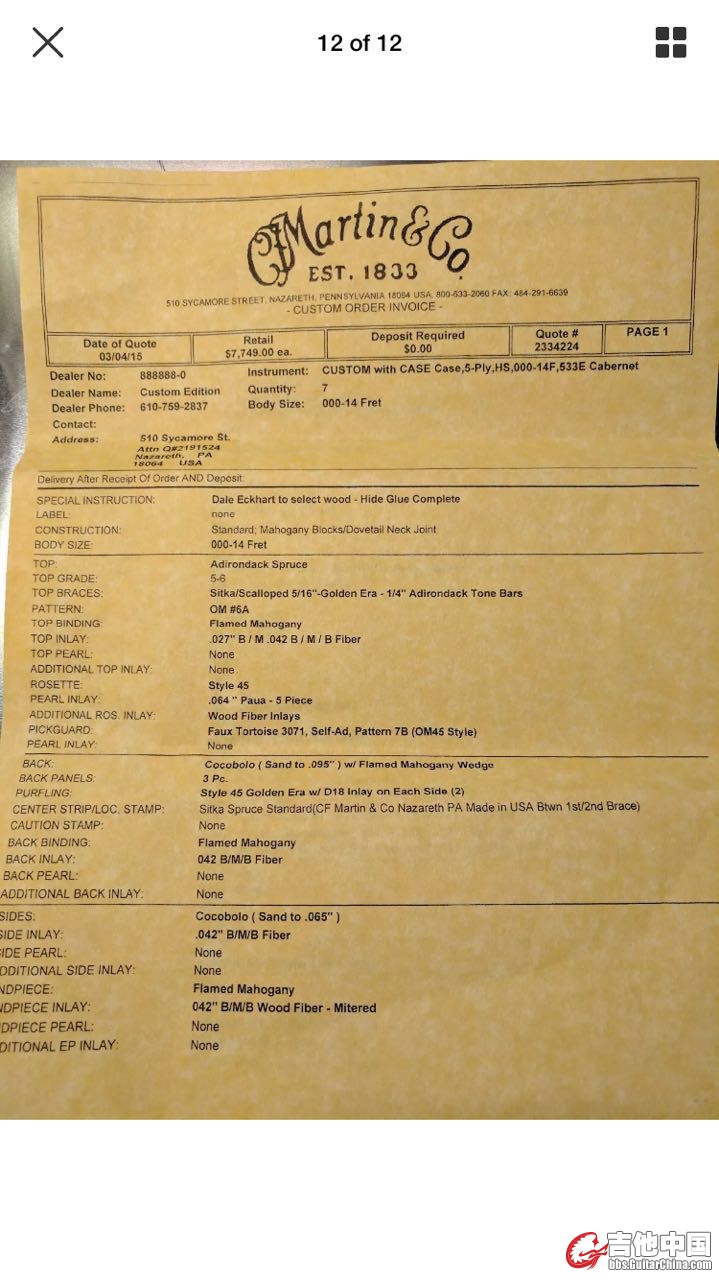 12 of 12
CF Martin & Co.
EST. 1833
510 SYCAMORE STREET, NAZARETH, PENNSYLVANIA 18064 USA, 800-633-2060 FAX: 484-291-6639
- CUSTOM ORDER INVOICE -
Date of Quote 03/04/15
Retail $7,749.00 ea.
Deposit Required $0.00
Quote # 2334224
PAGE 1
Dealer No: 888888-0
Instrument: CUSTOM with CASE Case,5-Ply,HS,000-14F,533E Cabernet
Dealer Name: Custom Edition
Quantity: 7
Dealer Phone: 610-759-2837
Body Size: 000-14 Fret
Contact:
Address: 510 Sycamore St.
Attn Q#2191524
Nazareth, PA
18064 USA
Delivery After Receipt Of Order AND Deposit:
SPECIAL INSTRUCTION: Dale Eckhart to select wood - Hide Glue Complete
LABEL: none
CONSTRUCTION: Standard; Mahogany Blocks/Dovetail Neck Joint
BODY SIZE: 000-14 Fret
TOP: Adirondack Spruce
TOP GRADE: 5-6
TOP BRACES: Sitka/Scalloped 5/16"-Golden Era - 1/4" Adirondack Tone Bars
PATTERN: OM #6A
TOP BINDING: Flamed Mahogany
TOP INLAY: .027" B / M .042 B / M / B Fiber
TOP PEARL: None
ADDITIONAL TOP INLAY: None
ROSETTE: Style 45
PEARL INLAY: .064 " Paua - 5 Piece
ADDITIONAL ROS. INLAY: Wood Fiber Inlays
PICKGUARD: Faux Tortoise 3071, Self-Ad, Pattern 7B (OM45 Style)
PEARL INLAY: None
BACK: Cocobolo ( Sand to .095" ) w/ Flamed Mahogany Wedge
BACK PANELS: 3 Pc.
PURFLING: Style 45 Golden Era w/ D18 Inlay on Each Side (2)
CENTER STRIP/LOC. STAMP: Sitka Spruce Standard(CF Martin & Co Nazareth PA Made in USA Btwn 1st/2nd Brace)
CAUTION STAMP: None
BACK BINDING: Flamed Mahogany
BACK INLAY: 042 B/M/B Fiber
BACK PEARL: None
ADDITIONAL BACK INLAY: None
SIDES: Cocobolo ( Sand to .065" )
SIDE INLAY: .042" B/M/B Fiber
IDE PEARL: None
DDITIONAL SIDE INLAY: None
NDPIECE: Flamed Mahogany
NDPIECE INLAY: 042" B/M/B Wood Fiber - Mitered
DPIECE PEARL: None
DITIONAL EP INLAY: None
吉他中国
bbs.GuitarChina.com